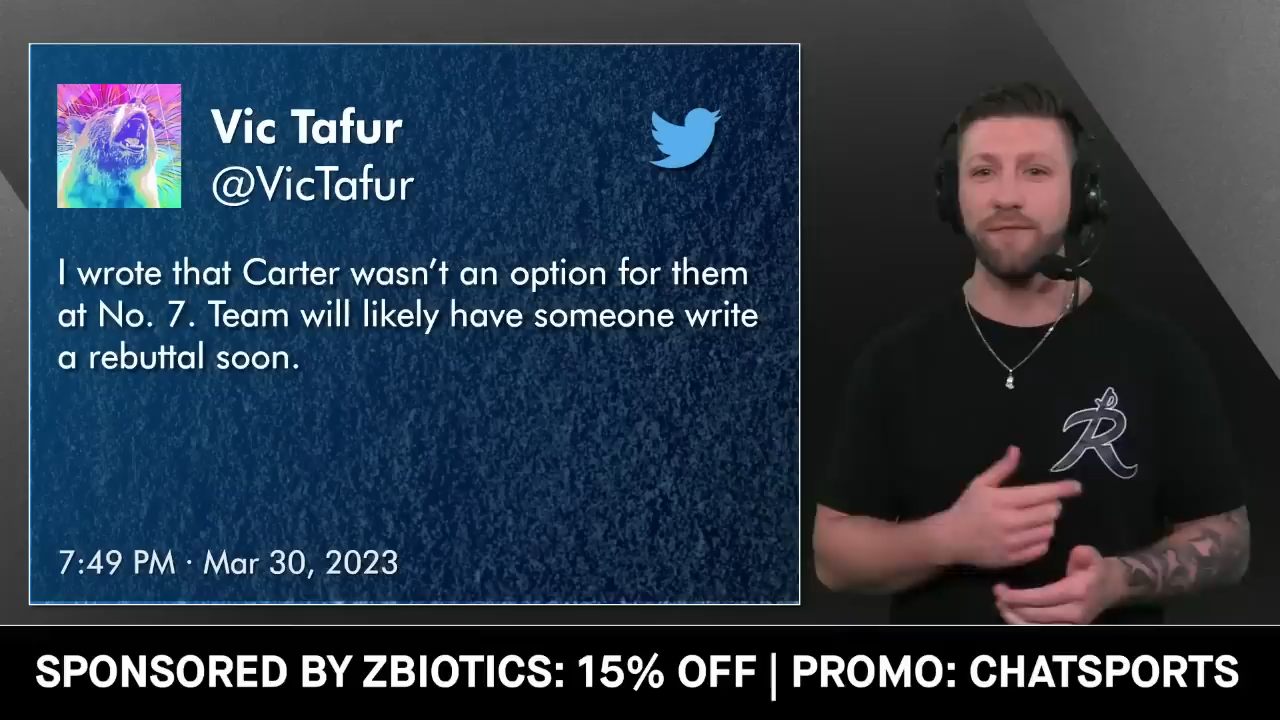 Vic Tafur
@VicTafur
I wrote that Carter wasn't an option for them
at No. 7. Team will likely have someone write
a rebuttal soon.
7:49 PM · Mar 30, 2023
R
SPONSORED BY ZBIOTICS: 15% OFF | PROMO: CHATSPORTS